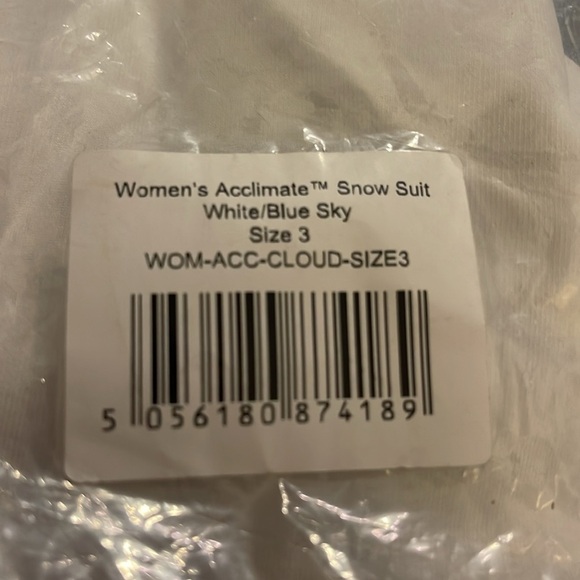 Women's Acclimate™ Snow Suit
White/Blue Sky
Size 3
WOM-ACC-CLOUD-SIZE3
5 056180 874189